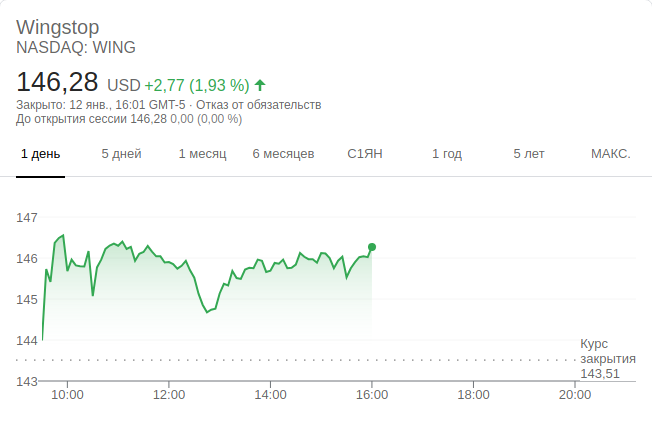 Wingstop
NASDAQ: WING
146,28 USD +2,77 (1,93 %)
Закрыто: 12 янв., 16:01 GMT-5 · Отказ от обязательств
До открытия сессии 146,28 0,00 (0,00 %)
1 день 5 дней 1 месяц 6 месяцев С1ЯН 1 год 5 лет МАКС.
147
146
145
144
143
Курс
закрытия
143,51
10:00 12:00 14:00 16:00 18:00 20:00